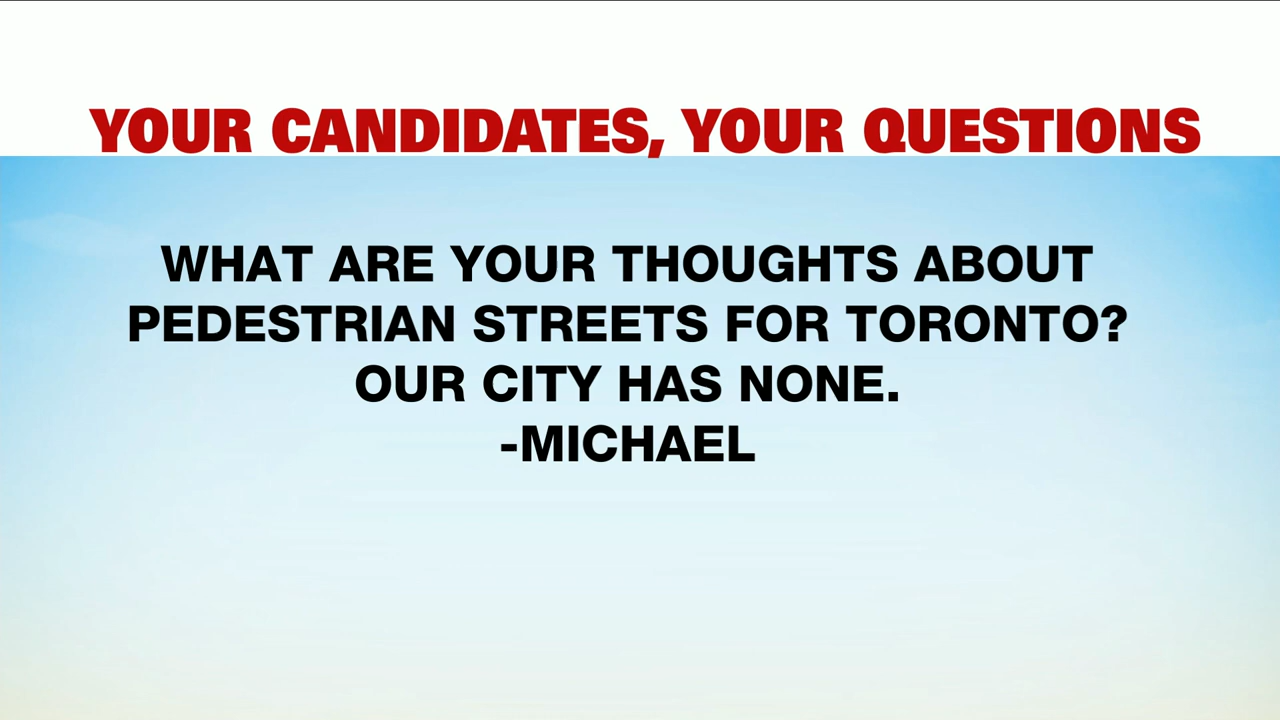 YOUR CANDIDATES, YOUR QUESTIONS
WHAT ARE YOUR THOUGHTS ABOUT
PEDESTRIAN STREETS FOR TORONTO?
OUR CITY HAS NONE.
-MICHAEL